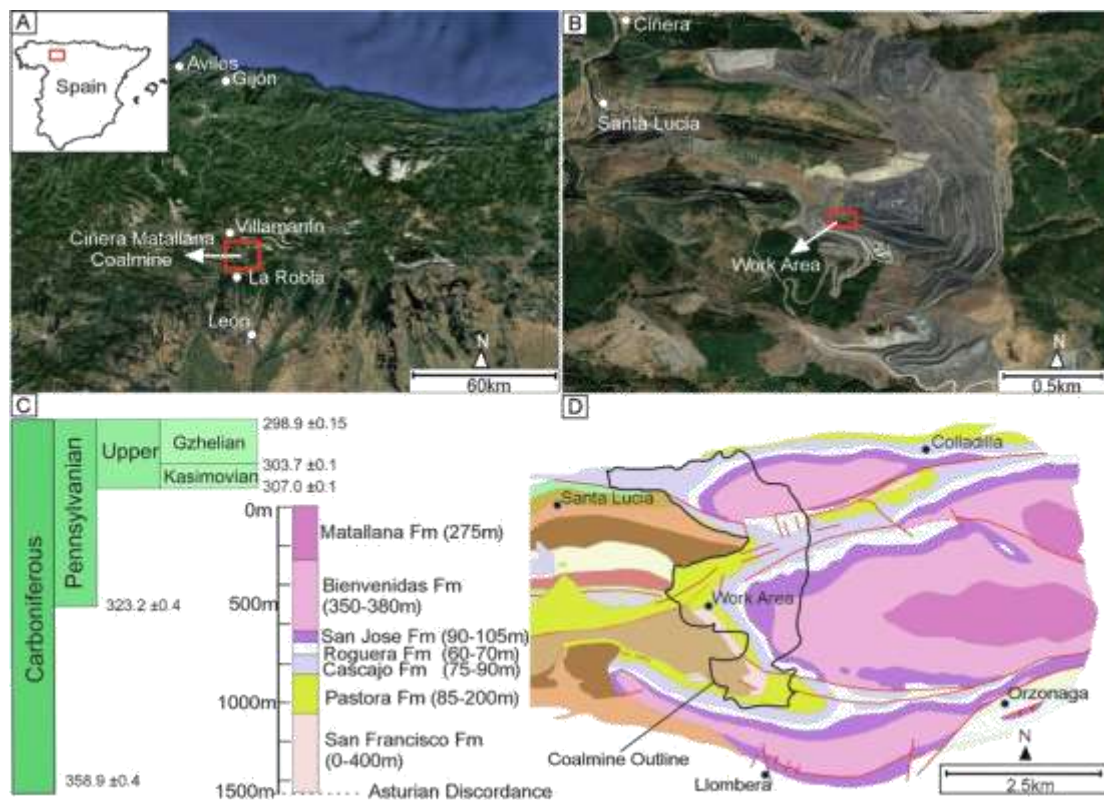 A
Spain
Avilos
Gijón
Villamanín
Cinera Matallana
Coalmine
La Robla
Leon
N
60km
B
Cinera
Santa Lucia
Work Area
N
0.5km
C
Carboniferous
Pennsylvanian
Upper
Gzhelian
Kasimovian
298.9 ±0.15
303.7 ±0.1
307.0 ±0.1
323.2 ±0.4
358.9 ±0.4
0m
500m
1000m
1500m
Matallana Fm (275m)
Bienvenidas Fm
(350-380m)
San Jose Fm (90-105m)
Roguera Fm (60-70m)
Cascajo Fm (75-90m)
Pastora Fm (85-200m)
San Francisco Fm
(0-400m)
Asturian Discordance
D
Colladilla
Santa Lucia
Work Area
Orzonaga
Coalmine Outline
Llombera
N
2.5km